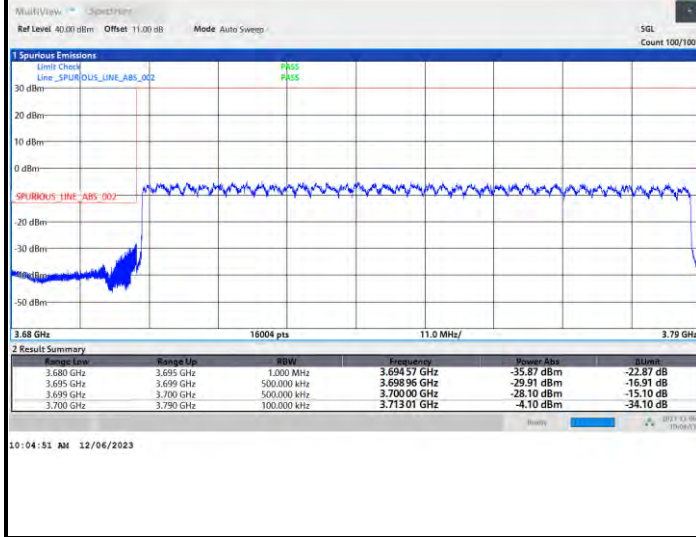 MultiView Spectrum
Ref Level 40.00 dBm Offset 11.00 dB Mode Auto Sweep SGL
Count 100/100
1 Spurious Emissions
Limit Check PASS
Line _SPURIOUS_LINE_ABS_002 PASS
30 dBm
20 dBm
10 dBm
0 dBm
SPURIOUS_LINE_ABS_002
-20 dBm
-30 dBm
-40 dBm
-50 dBm
3.68 GHz 16004 pts 11.0 MHz/ 3.79 GHz
2 Result Summary
Range Low Range Up RBW Frequency Power Abs ΔLimit
3.680 GHz 3.695 GHz 1.000 MHz 3.694 57 GHz -35.87 dBm -22.87 dB
3.695 GHz 3.699 GHz 500.000 kHz 3.698 96 GHz -29.91 dBm -16.91 dB
3.699 GHz 3.700 GHz 500.000 kHz 3.700 00 GHz -28.10 dBm -15.10 dB
3.700 GHz 3.790 GHz 100.000 kHz 3.713 01 GHz -4.10 dBm -34.10 dB
Ready
10:04:51 AM 12/06/2023